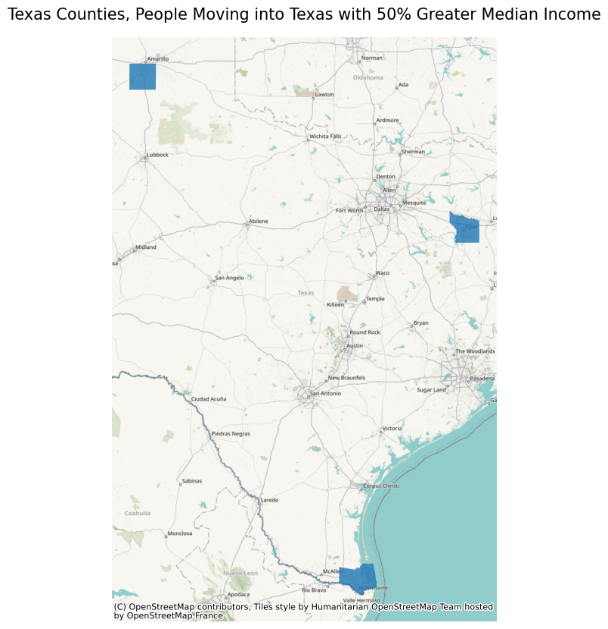 Texas Counties, People Moving into Texas with 50% Greater Median Income
Norman
Amarillo
Oklahoma
Ada
Lawton
Ardmore
Wichita Falls
Sherman
Lubbock
Denton
Allen
Mesquite
Fort Worth
Dallas
Abilene
Midland
Waco
San Angelo
Texas
Killeen
Temple
Bryan
Round Rock
Austin
The Woodlands
New Braunfels
Pasadena
Sugar Land
San Antonio
Ciudad Acuña
Victoria
Piedras Negras
Sabinas
Corpus Christi
Laredo
Coahuila
Monclova
Nuevo León
Rio Bravo
Apodaca
Valle Hermoso
(C) OpenStreetMap contributors, Tiles style by Humanitarian OpenStreetMap Team hosted
by OpenStreetMap France